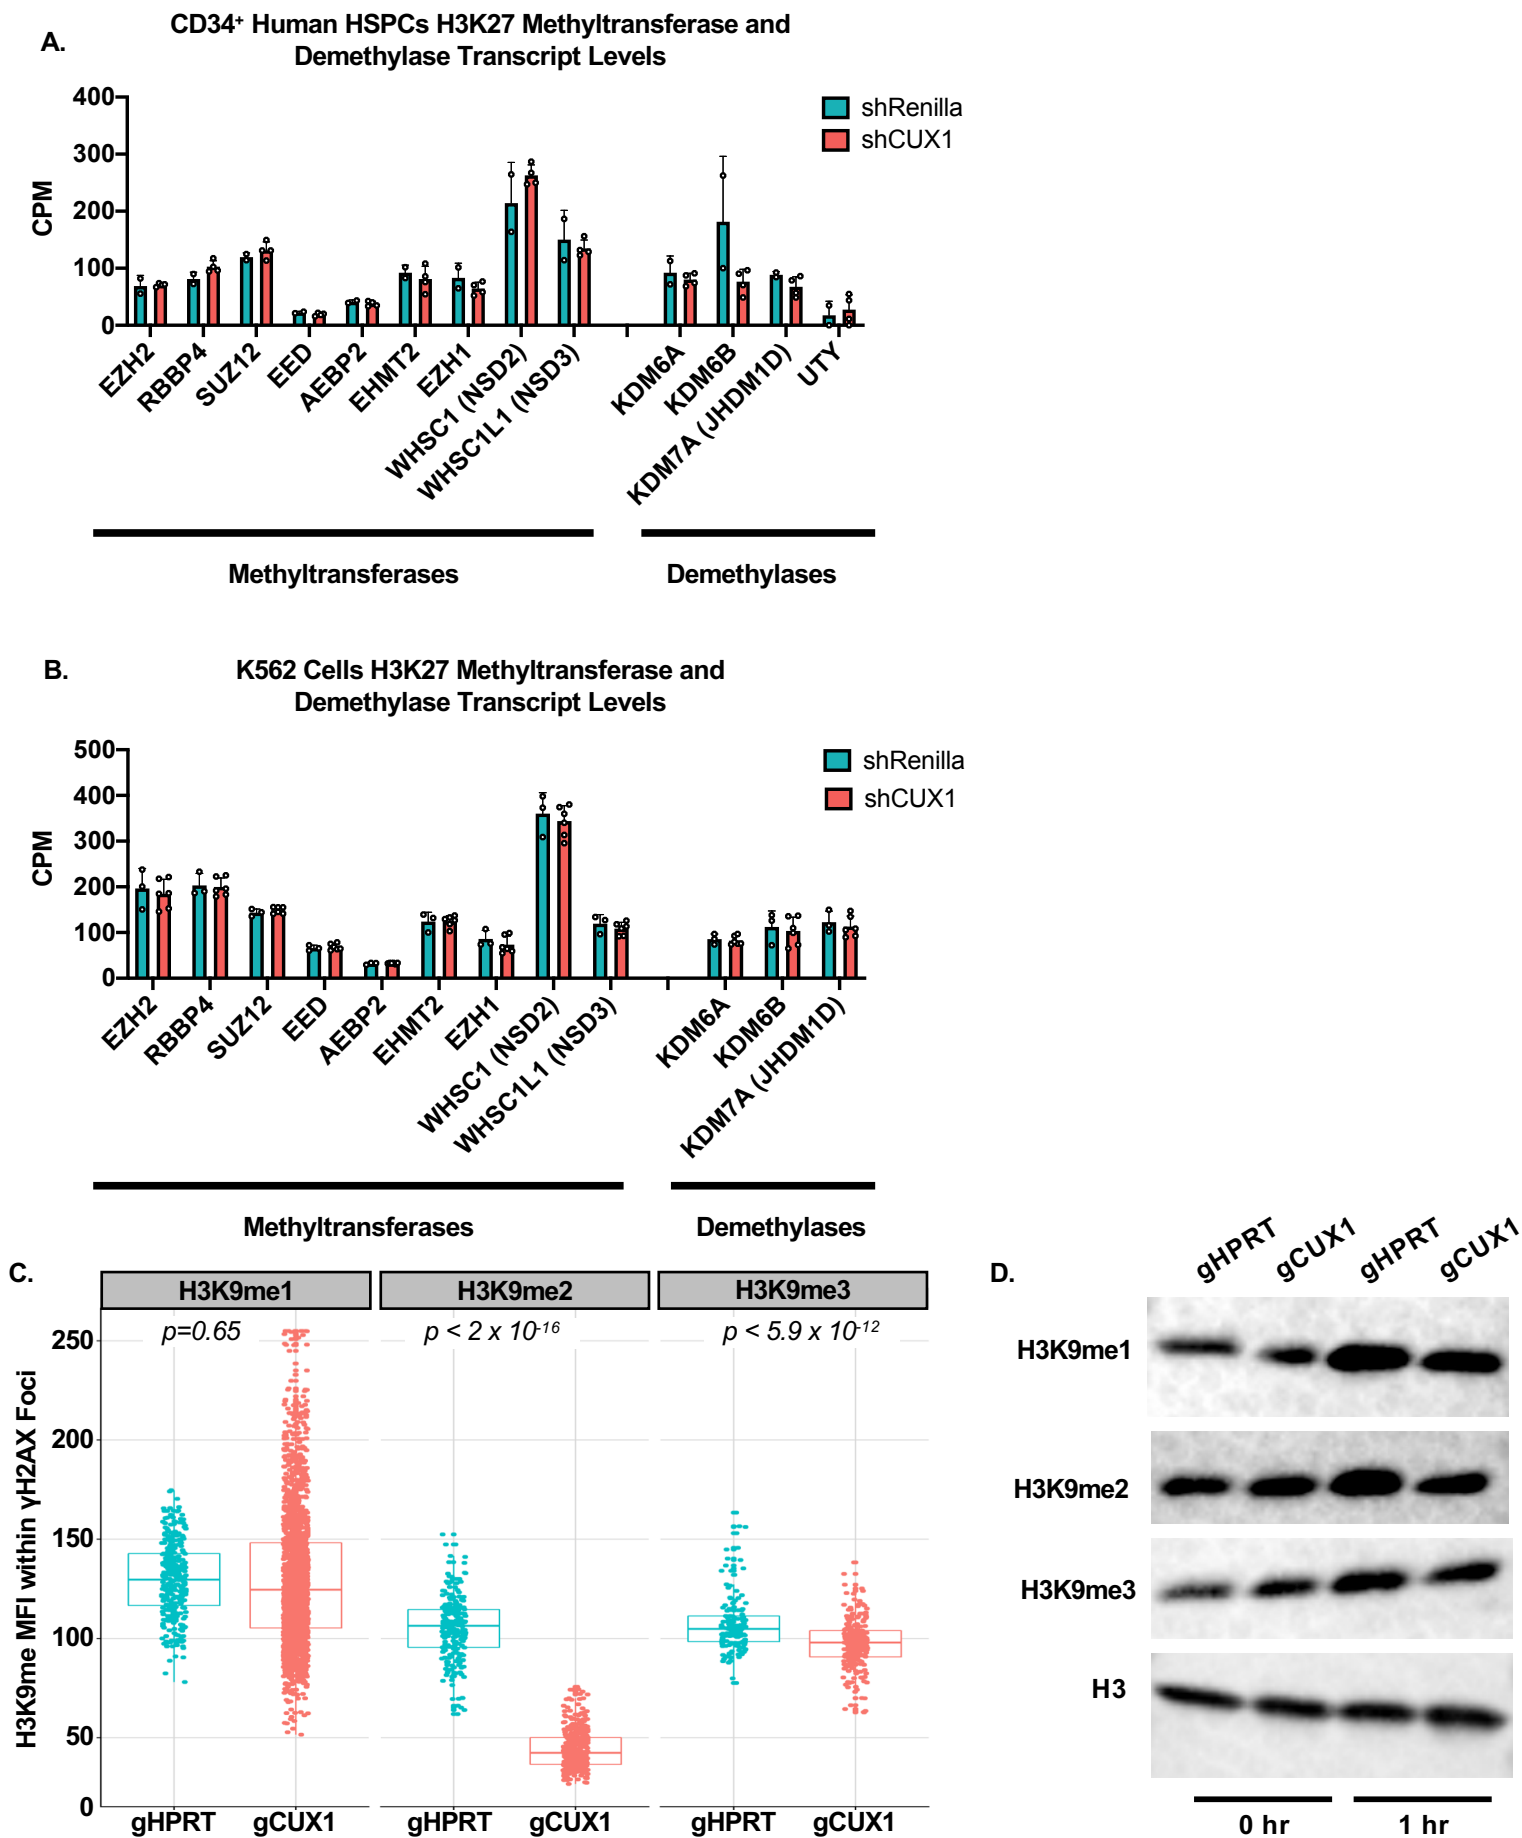 A.
CD34+ Human HSPCs H3K27 Methyltransferase and
Demethylase Transcript Levels
400
300
200
100
0
CPM
shRenilla
shCUX1
EZH2
RBBP4
SUZ12
EED
AEBP2
EHMT2
EZH1
WHSC1 (NSD2)
WHSC1L1 (NSD3)
KDM6A
KDM6B
KDM7A (JHDM1D)
UTY
Methyltransferases
Demethylases
B.
K562 Cells H3K27 Methyltransferase and
Demethylase Transcript Levels
500
400
300
200
100
0
CPM
shRenilla
shCUX1
EZH2
RBBP4
SUZ12
EED
AEBP2
EHMT2
EZH1
WHSC1 (NSD2)
WHSC1L1 (NSD3)
KDM6A
KDM6B
KDM7A (JHDM1D)
Methyltransferases
Demethylases
C.
H3K9me1
H3K9me2
H3K9me3
p=0.65
p < 2 x 10-16
p < 5.9 x 10-12
250
200
150
100
50
0
H3K9me MFI within γH2AX Foci
gHPRT
gCUX1
gHPRT
gCUX1
gHPRT
gCUX1
D.
gHPRT
gCUX1
gHPRT
gCUX1
H3K9me1
H3K9me2
H3K9me3
H3
0 hr
1 hr